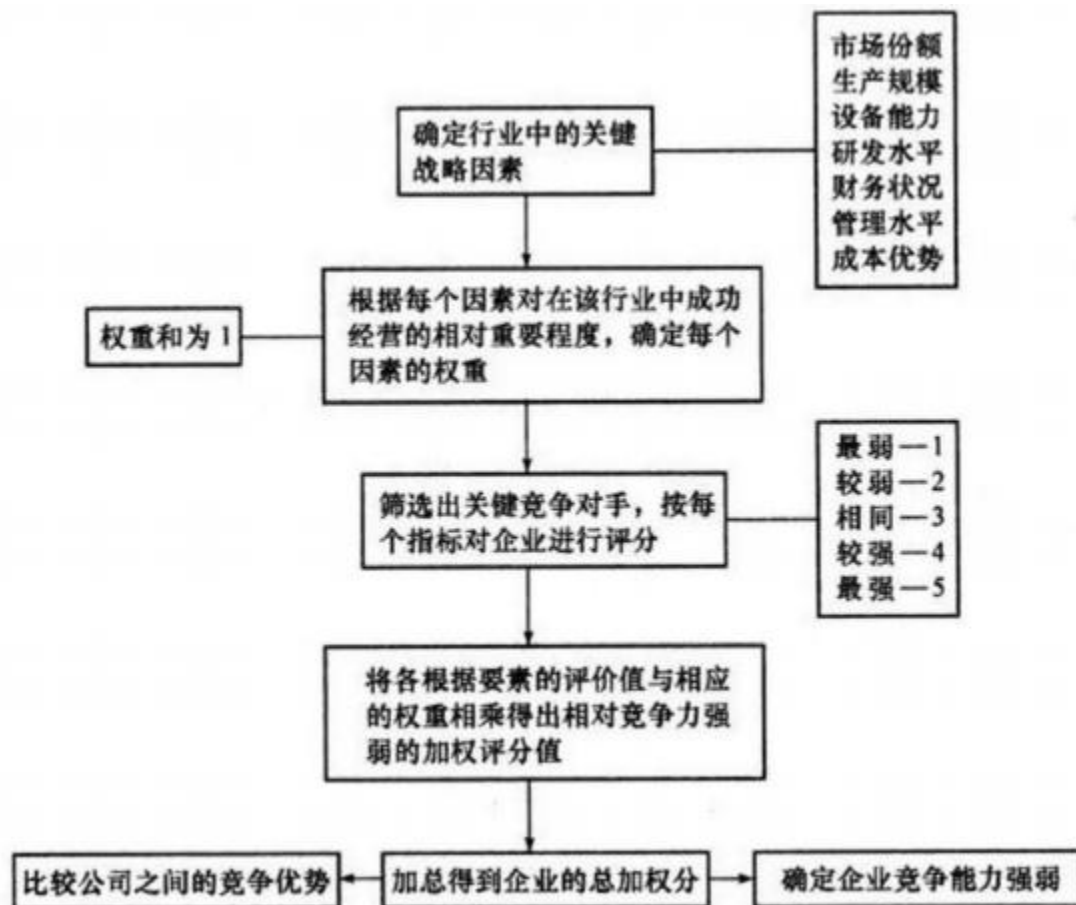 确定行业中的关键
战略因素
市场份额
生产规模
设备能力
研发水平
财务状况
管理水平
成本优势
权重和为 1
根据每个因素对在该行业中成功
经营的相对重要程度，确定每个
因素的权重
筛选出关键竞争对手，按每
个指标对企业进行评分
最弱—1
较弱—2
相同—3
较强—4
最强—5
将各根据要素的评价值与相应
的权重相乘得出相对竞争力强
弱的加权评分值
比较公司之间的竞争优势
加总得到企业的总加权分
确定企业竞争能力强弱